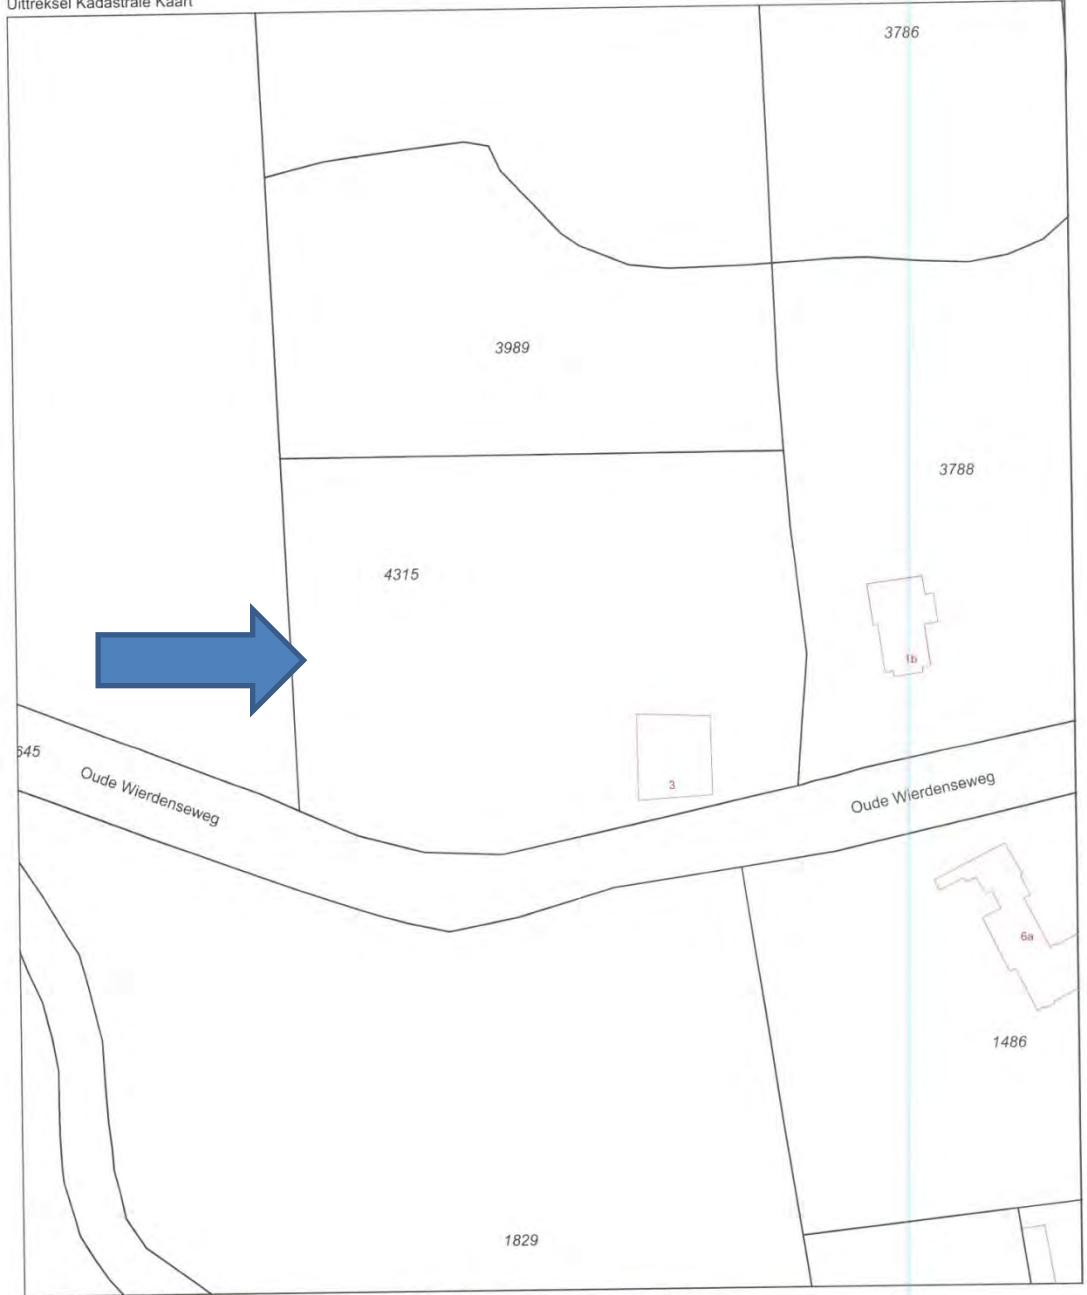 Uittreksel Kadastrale Kaart
3786
3989
3788
4315
1b
645
Oude Wierdenseweg
3
Oude Wierdenseweg
6a
1486
1829